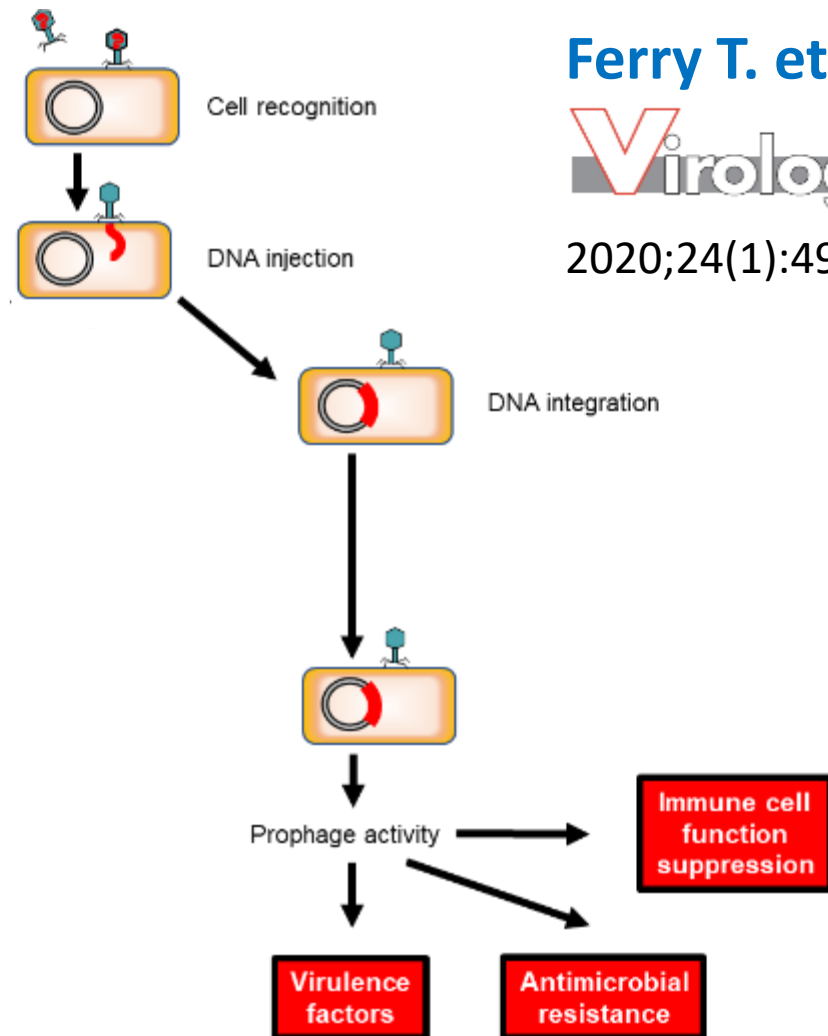 Ferry T. et
Virolog
2020;24(1):49
?
?
Cell recognition
DNA injection
DNA integration
Prophage activity
Immune cell
function
suppression
Virulence
factors
Antimicrobial
resistance